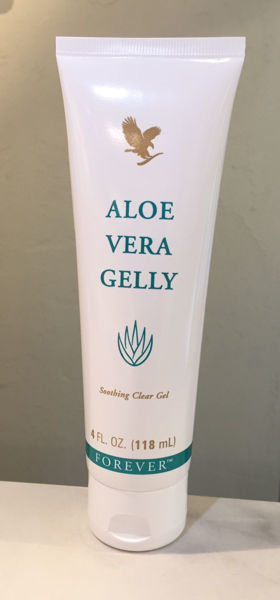 ALOE
VERA
GELLY
Soothing Clear Gel
4 FL. OZ. (118 mL)
FOREVER™